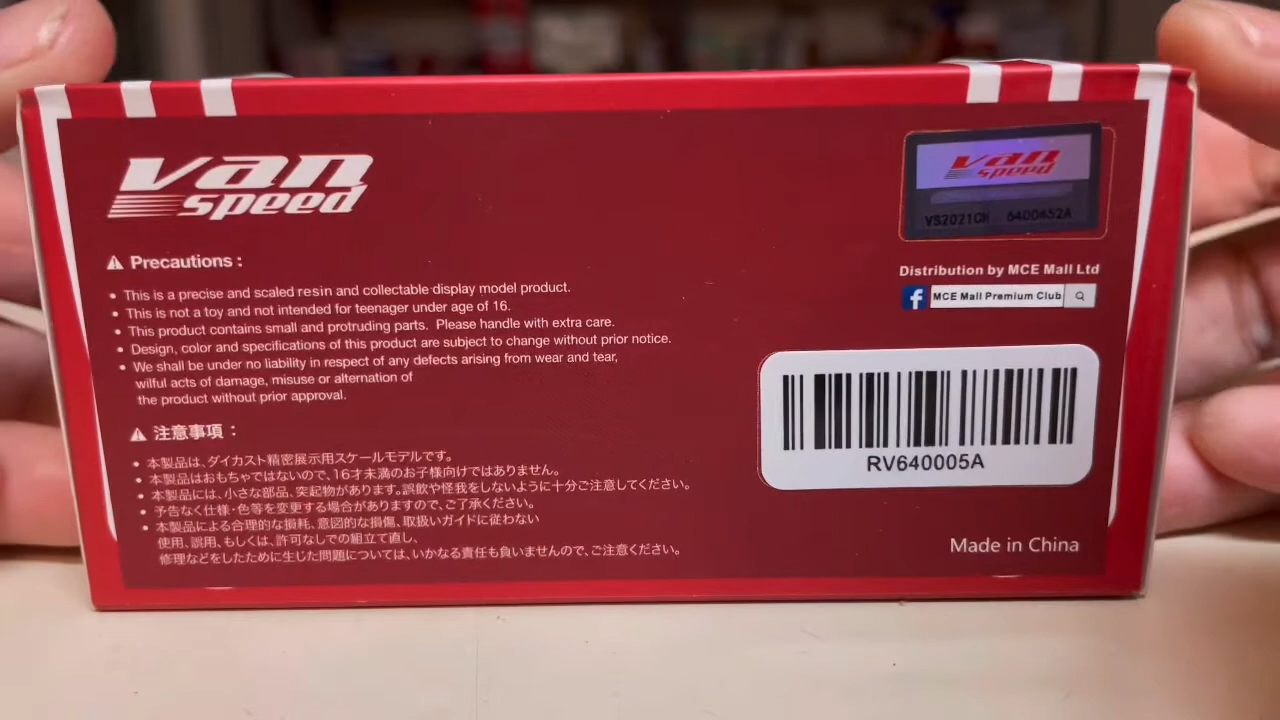 van
speed
Precautions :
• This is a precise and scaled resin and collectable display model product.
• This is not a toy and not intended for teenager under age of 16.
• This product contains small and protruding parts. Please handle with extra care.
• Design, color and specifications of this product are subject to change without prior notice.
• We shall be under no liability in respect of any defects arising from wear and tear,
wilful acts of damage, misuse or alternation of
the product without prior approval.
注意事項：
• 本製品は、ダイカスト精密展示用スケールモデルです。
• 本製品はおもちゃではないので、16才未満のお子様向けではありません。
• 本製品には、小さな部品、突起物があります。誤飲や怪我をしないように十分ご注意してください。
• 予告なく仕様・色等を変更する場合がありますので、ご了承ください。
• 本製品による合理的な損耗、意図的な損傷、取扱いガイドに従わない
使用、誤用、もしくは、許可なしでの組立て直し、
修理などをしたために生じた問題については、いかなる責任も負いませんので、ご注意ください。
van
speed
VS2021CH 6400452A
Distribution by MCE Mall Ltd
f MCE Mall Premium Club
RV640005A
Made in China